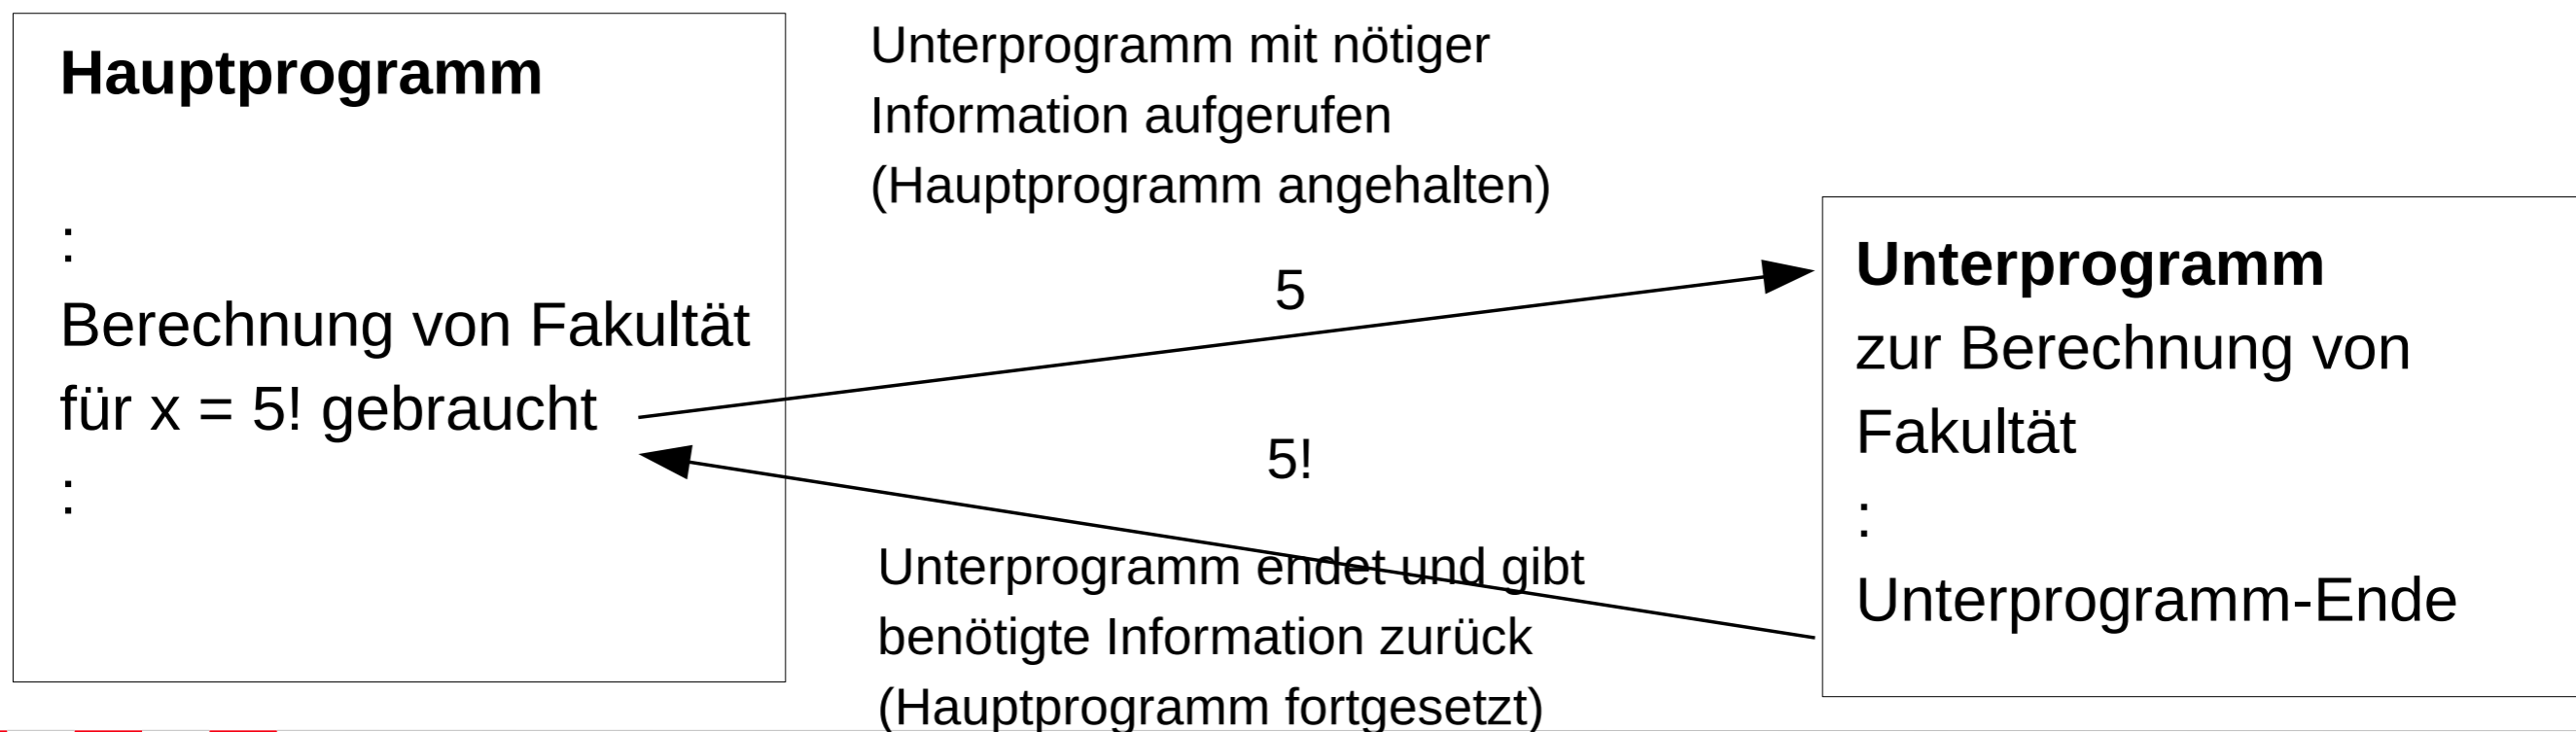 Hauptprogramm
:
Berechnung von Fakultät
für x = 5! gebraucht
:
Unterprogramm mit nötiger
Information aufgerufen
(Hauptprogramm angehalten)
5
5!
Unterprogramm endet und gibt
benötigte Information zurück
(Hauptprogramm fortgesetzt)
Unterprogramm
zur Berechnung von
Fakultät
:
Unterprogramm-Ende